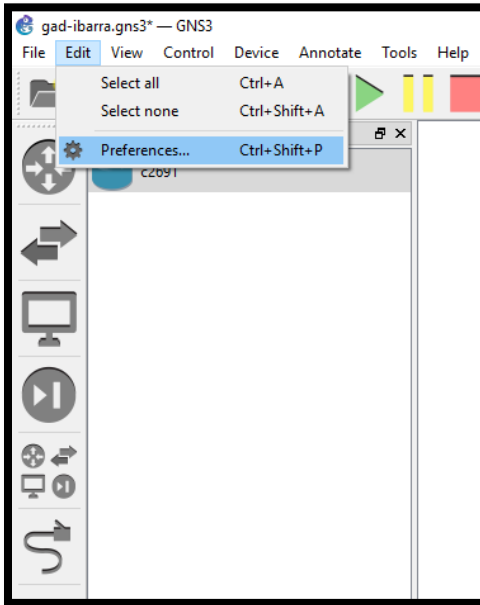 gad-ibarra.gns3* — GNS3
File Edit View Control Device Annotate Tools Help
Select all Ctrl+A
Select none Ctrl+Shift+A
Preferences... Ctrl+Shift+P
c2691